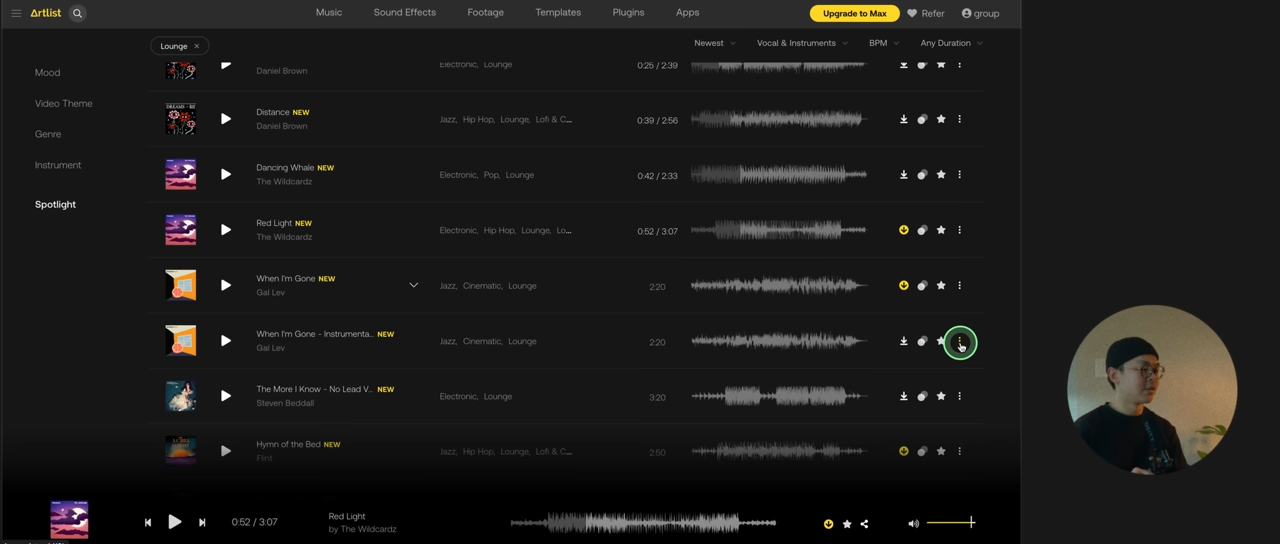 Artlist
Music
Sound Effects
Footage
Templates
Plugins
Apps
Upgrade to Max
Refer
group
Lounge ×
Newest
Vocal & Instruments
BPM
Any Duration
Mood
Video Theme
Genre
Instrument
Spotlight
Daniel Brown
Electronic, Lounge
0:25 / 2:39
Distance NEW
Daniel Brown
Jazz, Hip Hop, Lounge, Lofi & C...
0:39 / 2:56
Dancing Whale NEW
The Wildcardz
Electronic, Pop, Lounge
0:42 / 2:33
Red Light NEW
The Wildcardz
Electronic, Hip Hop, Lounge, Lo...
0:52 / 3:07
When I'm Gone NEW
Gal Lev
Jazz, Cinematic, Lounge
2:20
When I'm Gone - Instrumenta... NEW
Gal Lev
Jazz, Cinematic, Lounge
2:20
The More I Know - No Lead V... NEW
Steven Beddall
Electronic, Lounge
3:20
Hymn of the Bed NEW
Flint
Jazz, Hip Hop, Lounge, Lofi & C...
2:50
0:52 / 3:07
Red Light
by The Wildcardz